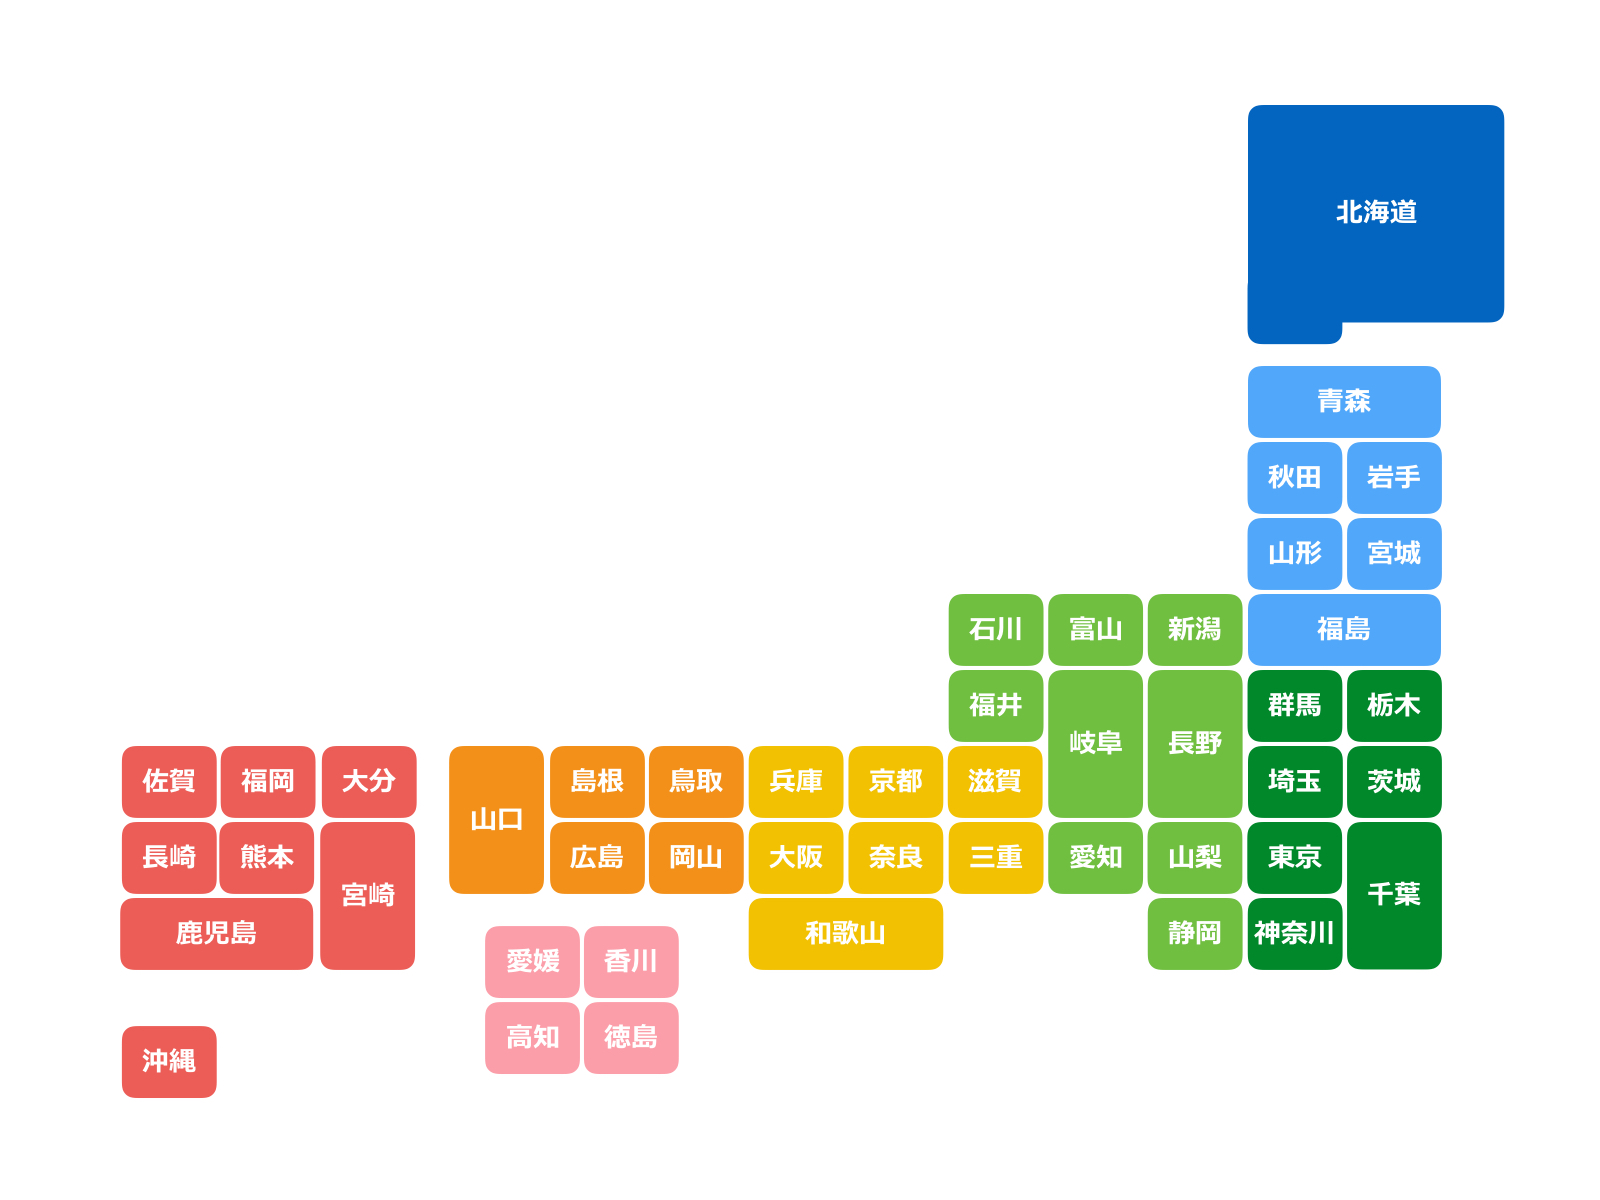 北海道
青森
秋田
岩手
山形
宮城
石川
富山
新潟
福島
福井
岐阜
長野
群馬
栃木
佐賀
福岡
大分
山口
島根
鳥取
兵庫
京都
滋賀
埼玉
茨城
長崎
熊本
宮崎
広島
岡山
大阪
奈良
三重
愛知
山梨
東京
千葉
鹿児島
愛媛
香川
和歌山
静岡
神奈川
高知
徳島
沖縄